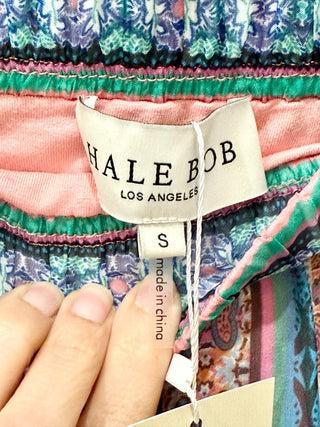 HALE BOB
LOS ANGELES
S
made in china